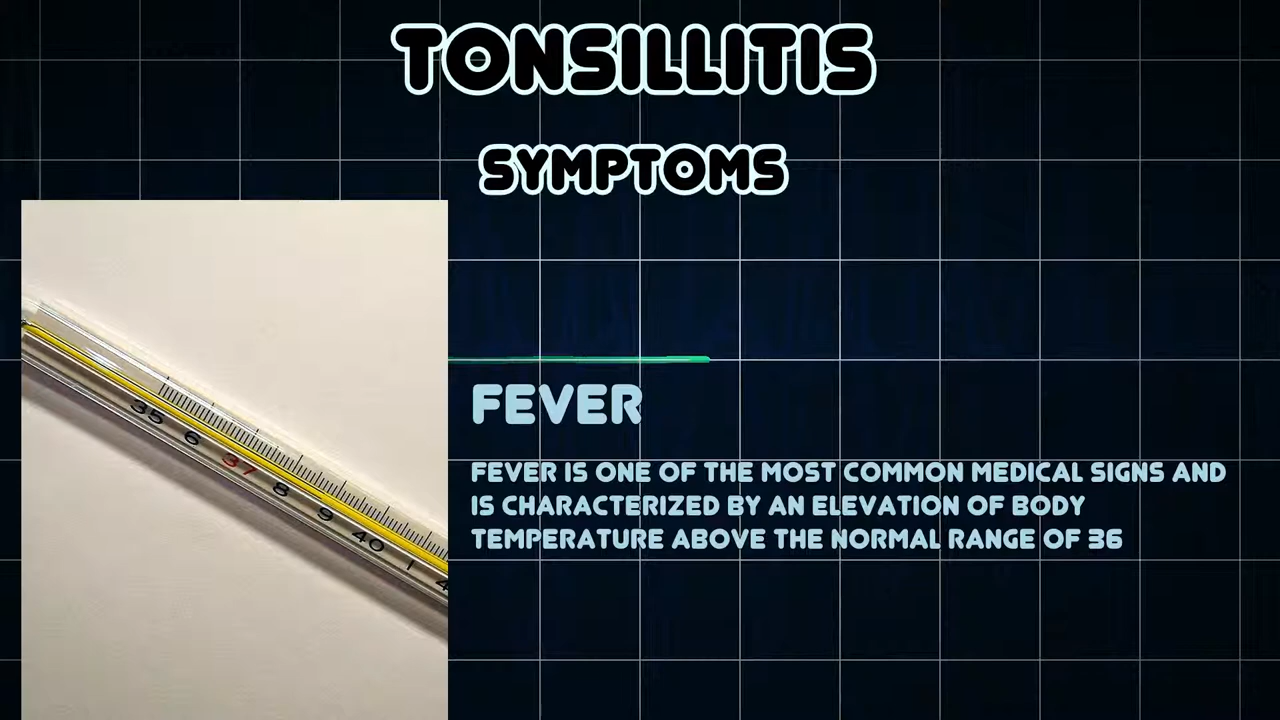 TONSILLITIS
SYMPTOMS
35 6 37 8 9 40 1 4
FEVER
FEVER IS ONE OF THE MOST COMMON MEDICAL SIGNS AND
IS CHARACTERIZED BY AN ELEVATION OF BODY
TEMPERATURE ABOVE THE NORMAL RANGE OF 36